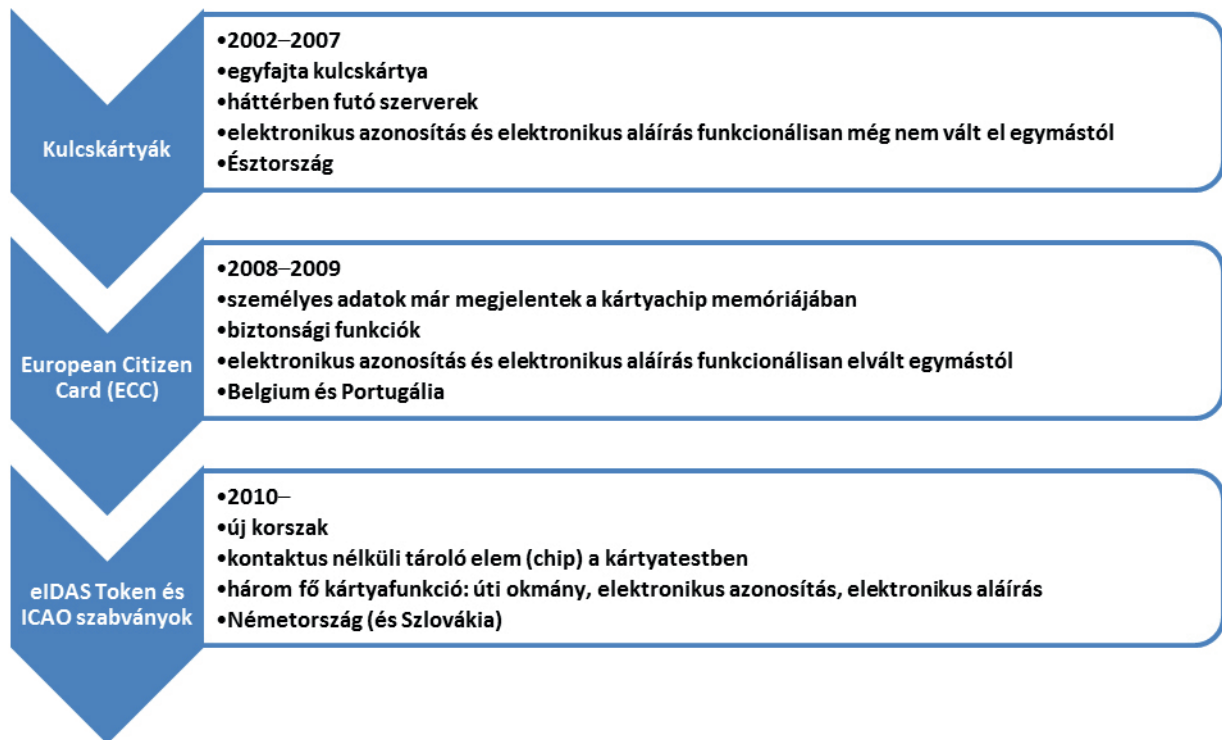 Kulcskártyák
•2002–2007
•egyfajta kulcskártya
•háttérben futó szerverek
•elektronikus azonosítás és elektronikus aláírás funkcionálisan még nem vált el egymástól
•Észtország
European Citizen
Card (ECC)
•2008–2009
•személyes adatok már megjelentek a kártyachip memóriájában
•biztonsági funkciók
•elektronikus azonosítás és elektronikus aláírás funkcionálisan elvált egymástól
•Belgium és Portugália
eIDAS Token és
ICAO szabványok
•2010–
•új korszak
•kontaktus nélküli tároló elem (chip) a kártyatestben
•három fő kártyafunkció: úti okmány, elektronikus azonosítás, elektronikus aláírás
•Németország (és Szlovákia)